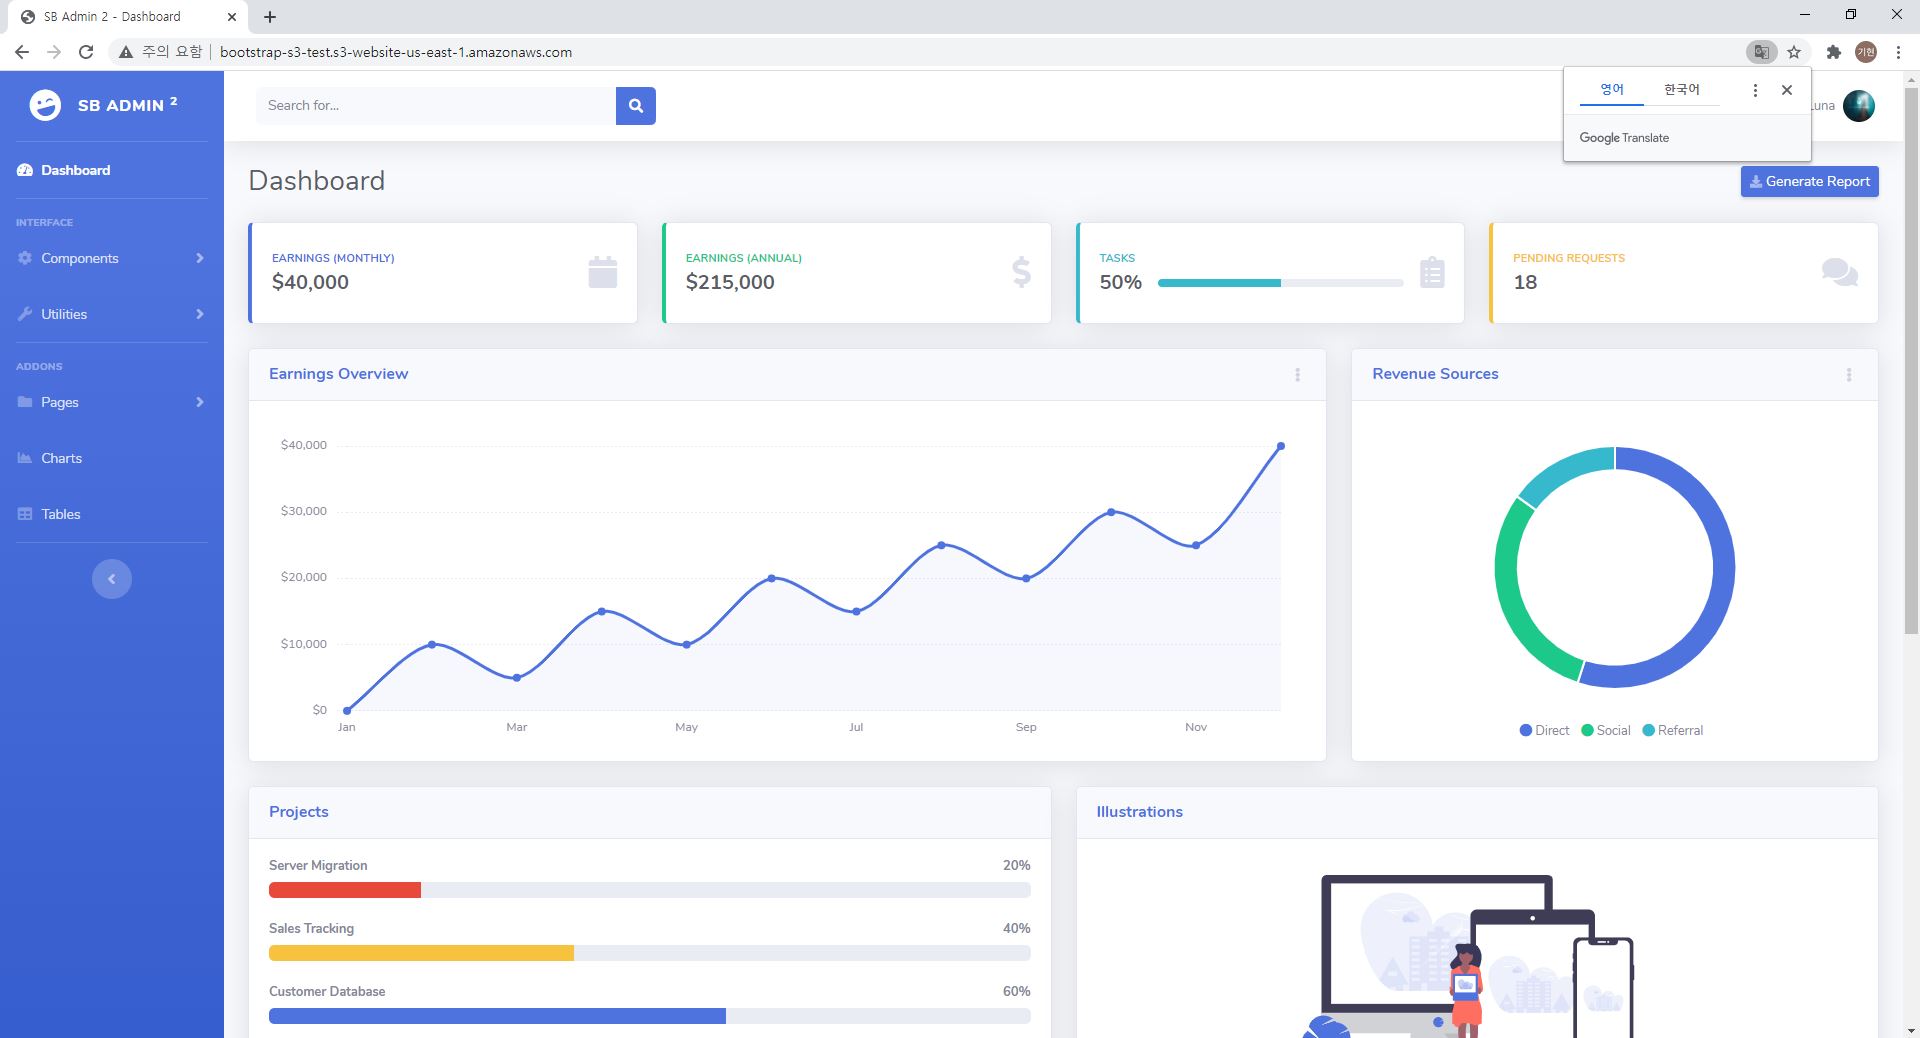 SB Admin 2 - Dashboard
주의 요함
bootstrap-s3-test.s3-website-us-east-1.amazonaws.com
기현
영어 한국어
Google Translate
SB ADMIN 2
Search for...
Luna
Dashboard
INTERFACE
Components
Utilities
ADDONS
Pages
Charts
Tables
Dashboard
Generate Report
EARNINGS (MONTHLY)
$40,000
EARNINGS (ANNUAL)
$215,000
TASKS
50%
PENDING REQUESTS
18
Earnings Overview
$40,000
$30,000
$20,000
$10,000
$0
Jan Mar May Jul Sep Nov
Revenue Sources
Direct Social Referral
Projects
Server Migration 20%
Sales Tracking 40%
Customer Database 60%
Illustrations